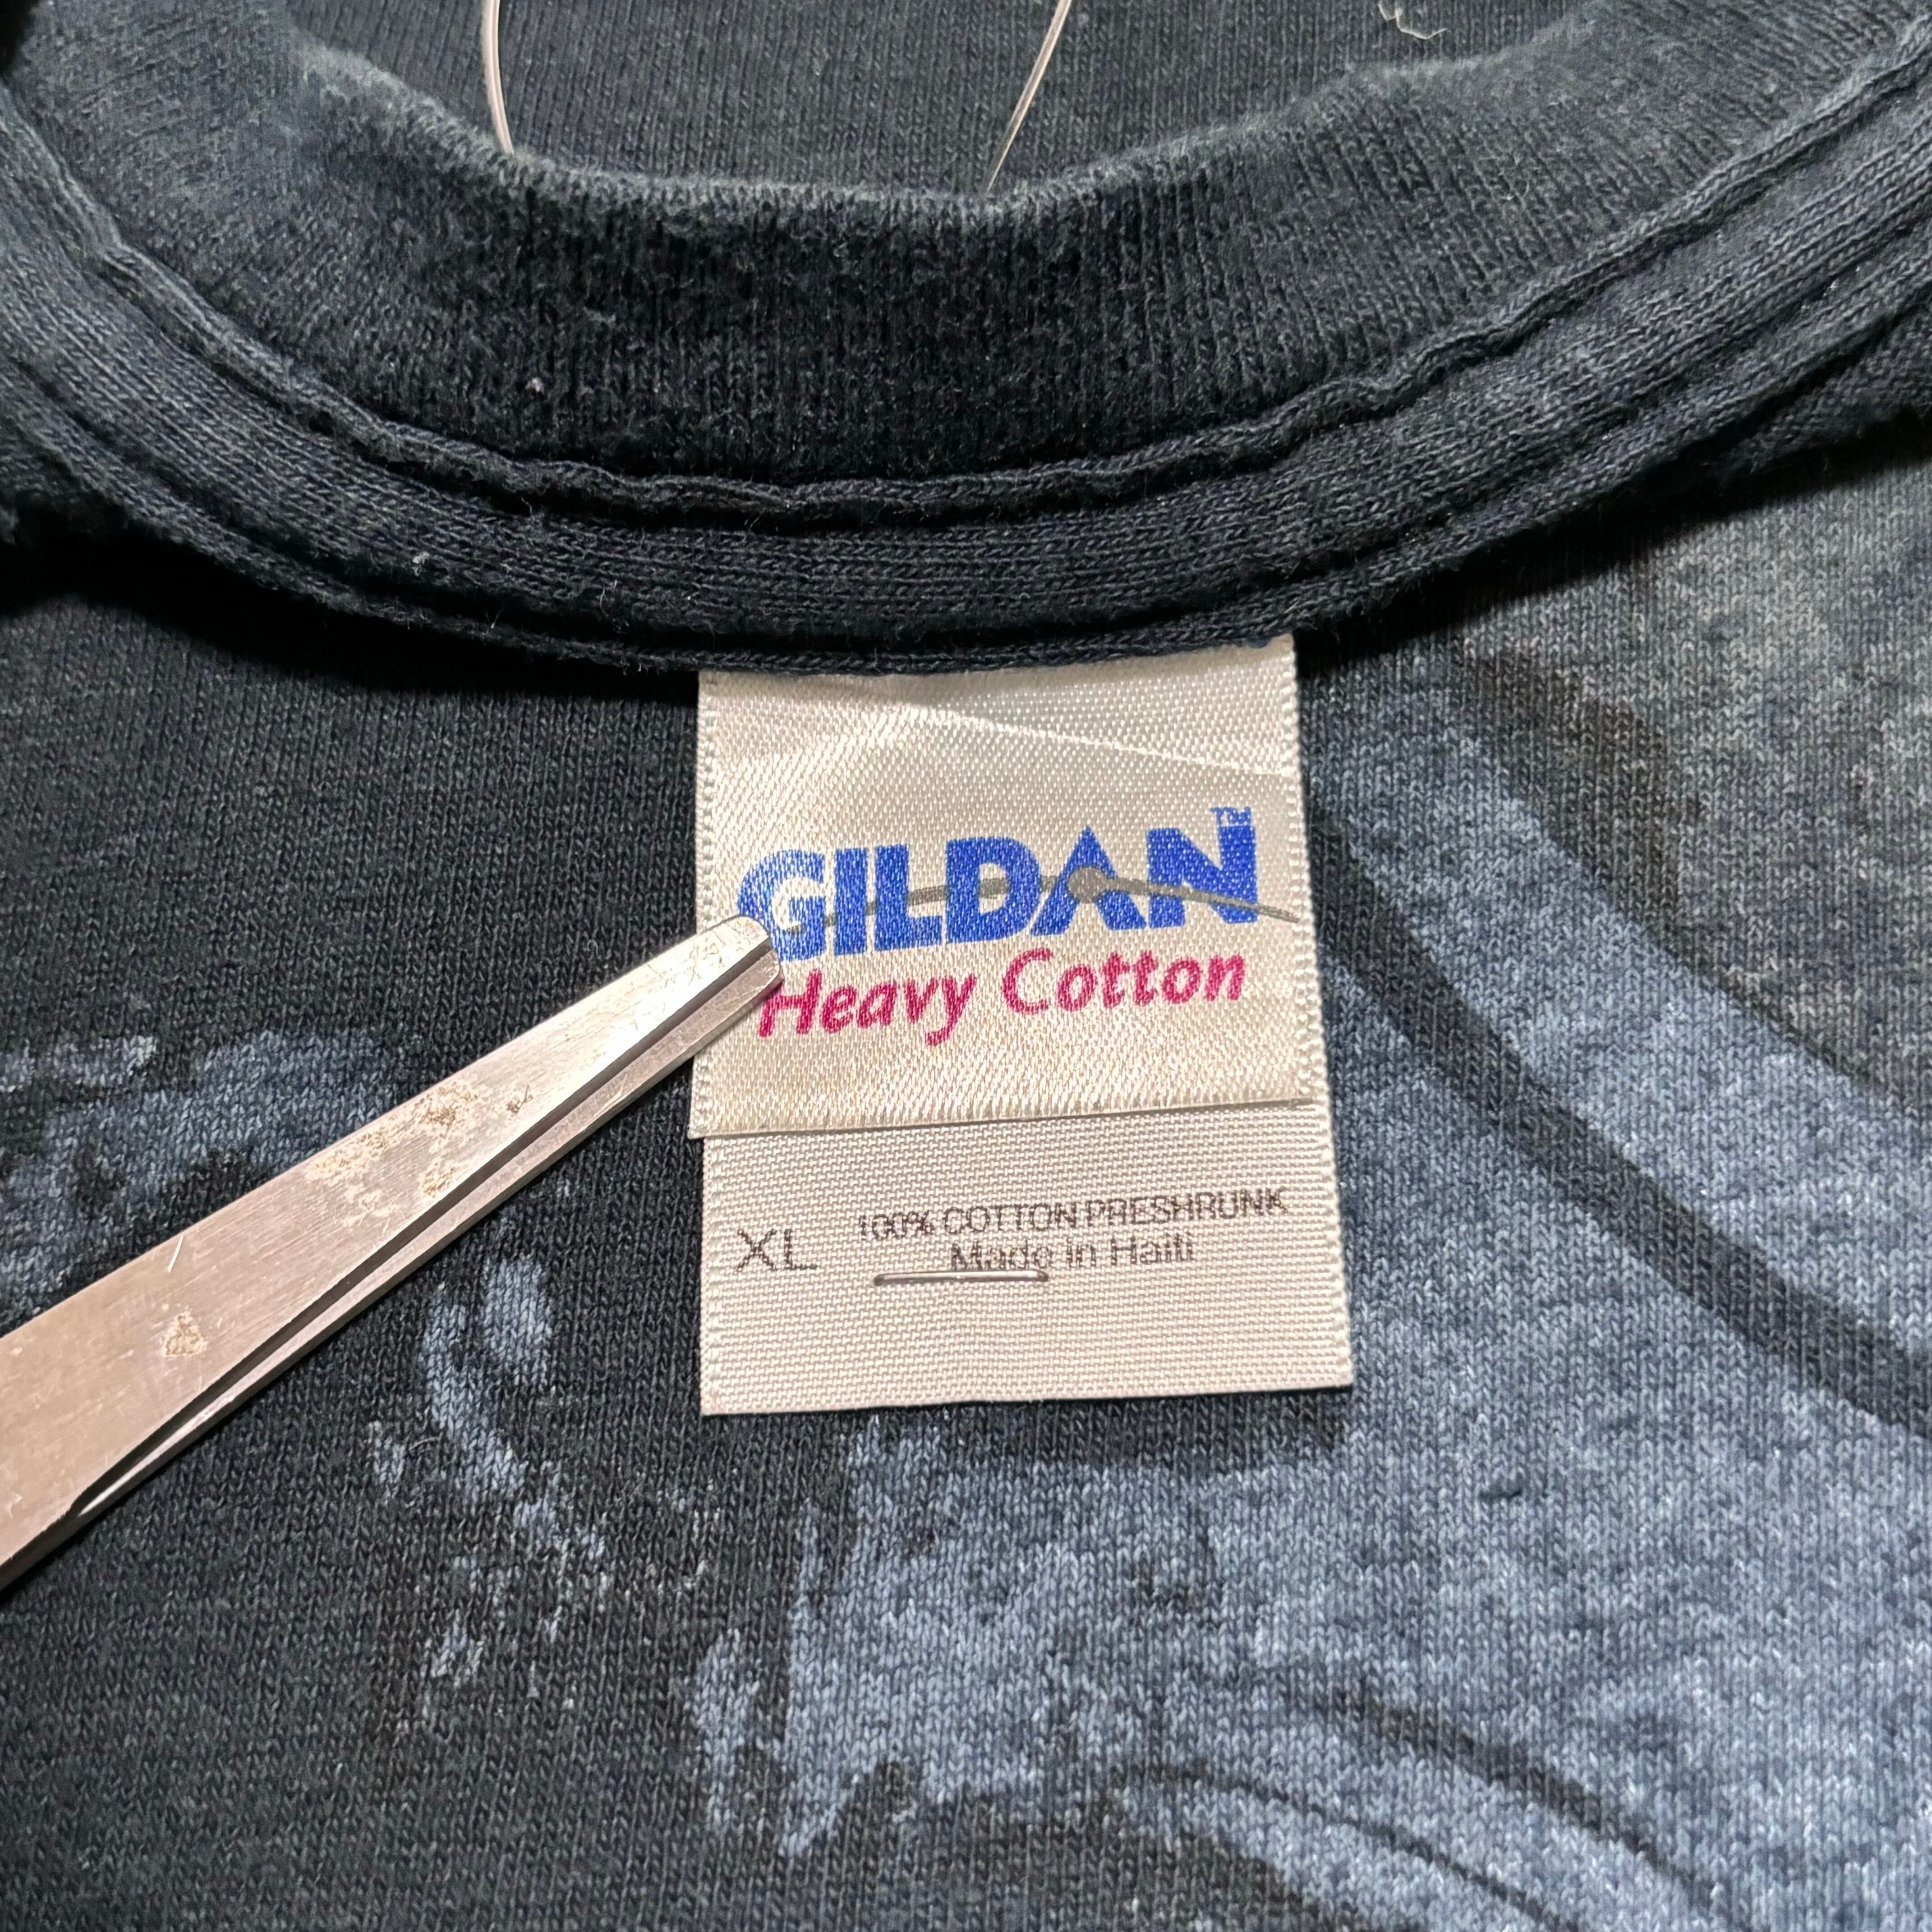 GILDAN™
Heavy Cotton
XL 100% COTTON PRESHRUNK
Made in Haiti